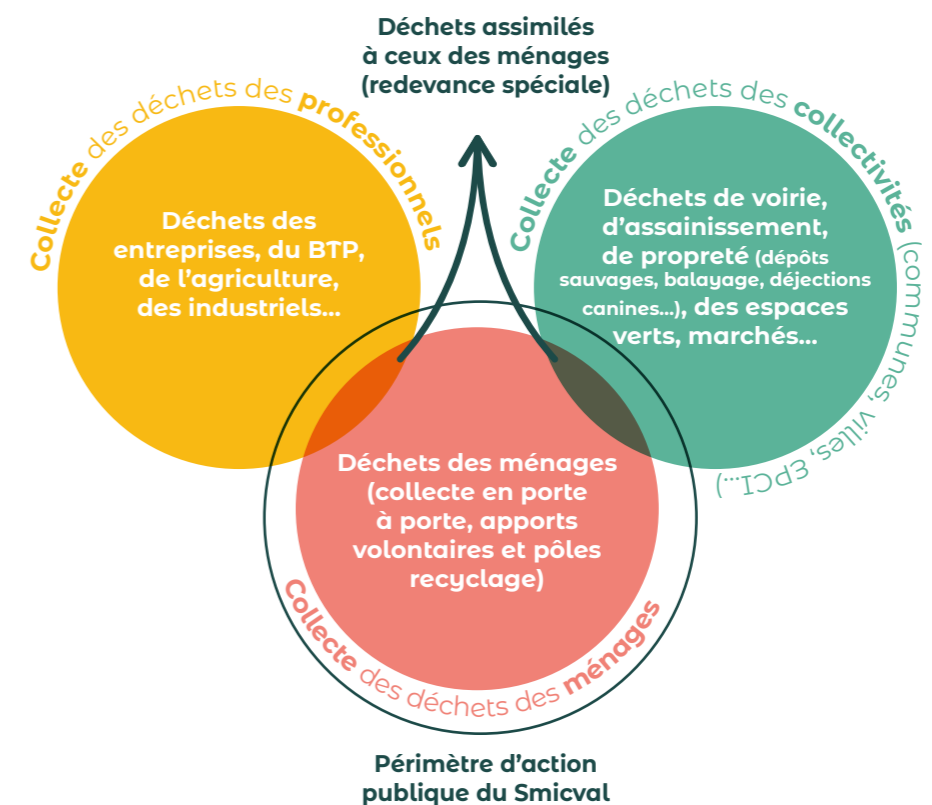 Déchets assimilés
à ceux des ménages
(redevance spéciale)
Collecte des déchets des professionnels
Déchets des
entreprises, du BTP,
de l'agriculture,
des industriels...
Collecte des déchets des collectivités (communes, villes, EPCI...)
Déchets de voirie,
d'assainissement,
de propreté (dépôts
sauvages, balayage, déjections
canines...), des espaces
verts, marchés...
Déchets des ménages
(collecte en porte
à porte, apports
volontaires et pôles
recyclage)
Collecte des déchets des ménages
Périmètre d'action
publique du Smicval